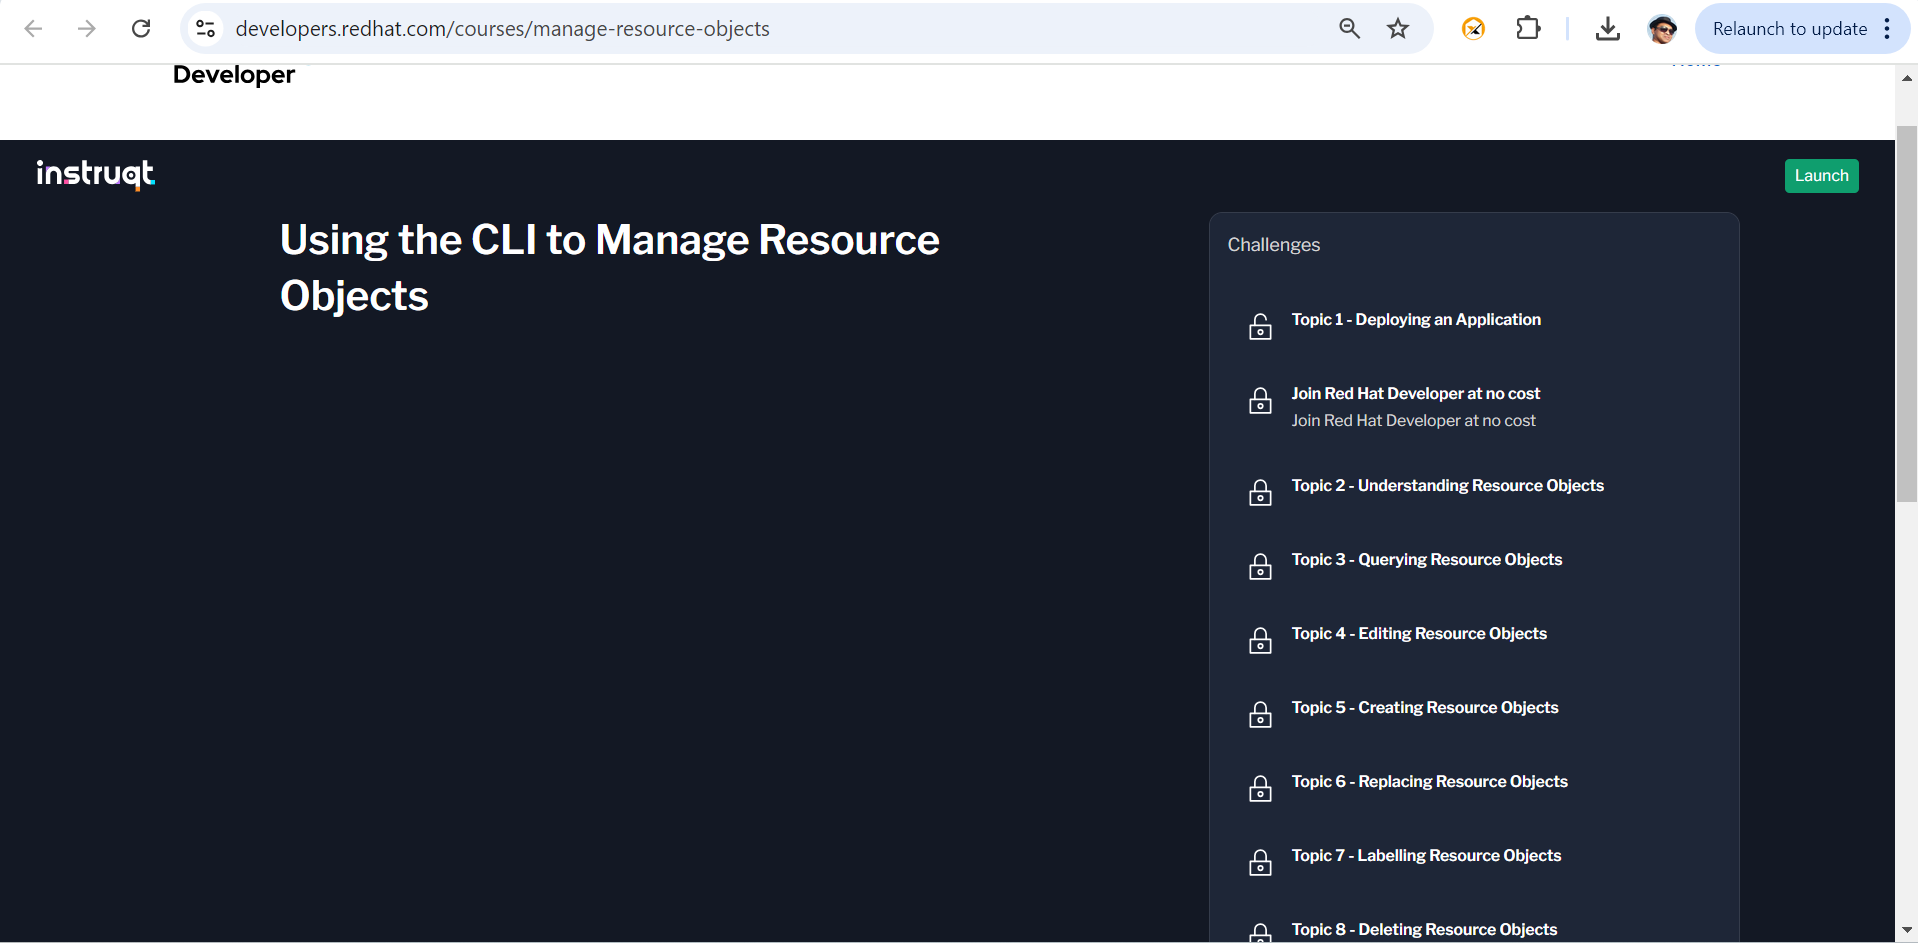 developers.redhat.com/courses/manage-resource-objects
Relaunch to update
Developer
instruqt
Launch
Using the CLI to Manage Resource
Objects
Challenges
Topic 1 - Deploying an Application
Join Red Hat Developer at no cost
Join Red Hat Developer at no cost
Topic 2 - Understanding Resource Objects
Topic 3 - Querying Resource Objects
Topic 4 - Editing Resource Objects
Topic 5 - Creating Resource Objects
Topic 6 - Replacing Resource Objects
Topic 7 - Labelling Resource Objects
Topic 8 - Deleting Resource Objects